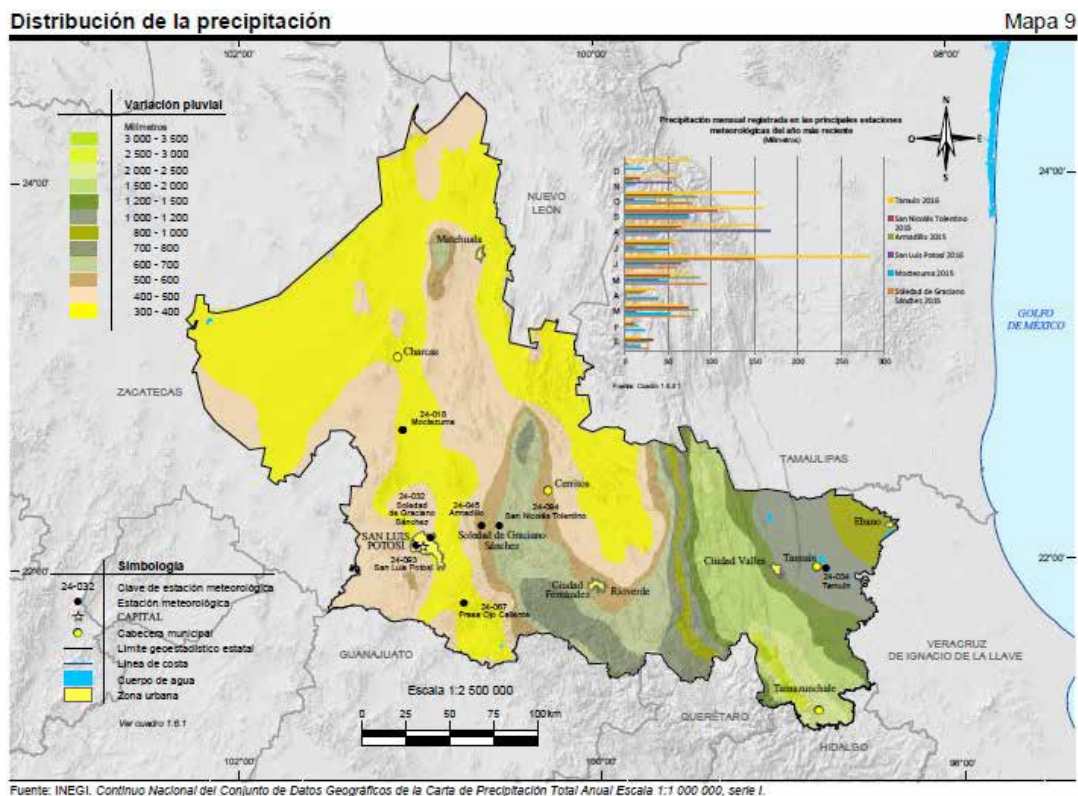 Distribución de la precipitación
Mapa 9
102°00'
100°00'
98°00'
Variación pluvial
Milímetros
3 000 - 3 500
2 500 - 3 000
2 000 - 2 500
1 500 - 2 000
1 200 - 1 500
1 000 - 1 200
800 - 1 000
700 - 800
600 - 700
500 - 600
400 - 500
300 - 400
Precipitación mensual registrada en las principales estaciones
meteorológicas del año más reciente
(Milímetros)
D
N
O
S
A
J
J
M
A
M
F
E
0
50
100
150
200
250
300
Tamuín 2016
San Nicolás Tolentino
2015
Armadillo 2015
San Luis Potosí 2016
Moctezuma 2015
Soledad de Graciano
Sánchez 2015
Fuente: Cuadro 1.6.3.1
N
O
E
S
24°00'
24°00'
NUEVO
LEÓN
Matehuala
GOLFO
DE MÉXICO
Charcas
ZACATECAS
24-018
Moctezuma
TAMAULIPAS
Cerritos
24-032
Soledad
de Graciano
Sánchez
24-045
Armadillo
24-094
San Nicolás Tolentino
Ebano
SAN LUIS
POTOSÍ
Soledad de Graciano
Sánchez
24-093
San Luis Potosí
Ciudad Valles
Tamuín
24-034
Tamuín
22°00'
22°00'
Ciudad
Fernández
Rioverde
24-067
Presa Ojo Caliente
Simbología
24-032
Clave de estación meteorológica
Estación meteorológica
CAPITAL
Cabecera municipal
Límite geoestadístico estatal
Línea de costa
Cuerpo de agua
Zona urbana
Ver cuadro 1.6.1
GUANAJUATO
VERACRUZ
DE IGNACIO DE LA LLAVE
Escala 1:2 500 000
0
25
50
75
100 km
Tamazunchale
QUERÉTARO
HIDALGO
102°00'
100°00'
98°00'
Fuente: INEGI. Continuo Nacional del Conjunto de Datos Geográficos de la Carta de Precipitación Total Anual Escala 1:1 000 000, serie I.